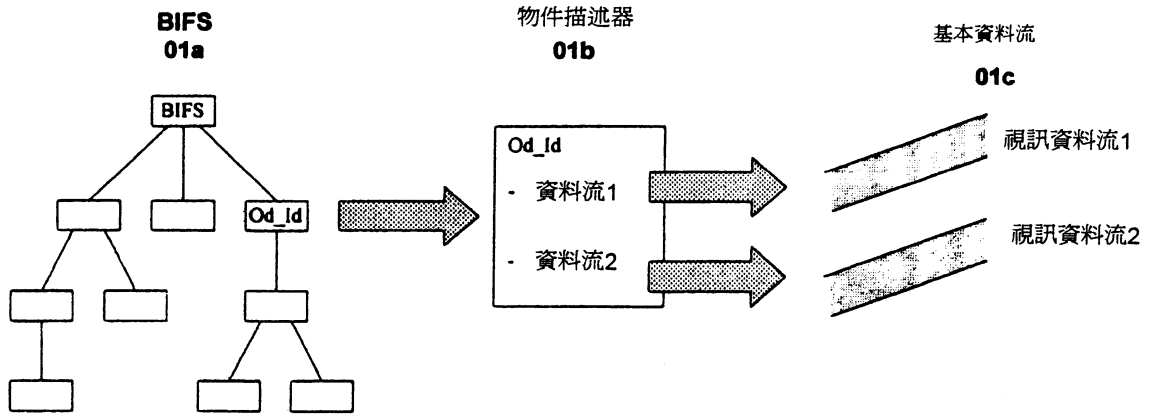 BIFS
01a
BIFS
Od_Id
物件描述器
01b
Od_Id
- 資料流1
- 資料流2
基本資料流
01c
視訊資料流1
視訊資料流2